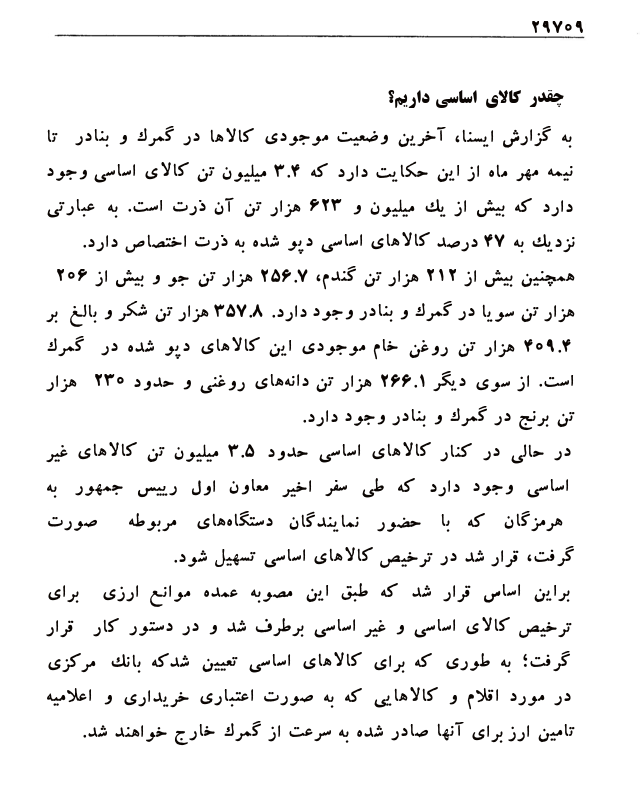 ۲۹۷۰۹
چقدر کالای اساسی داریم؟
به گزارش ایسنا، آخرین وضعیت موجودی کالاها در گمرك و بنادر تا
نیمه مهر ماه از این حکایت دارد که ۳.۴ میلیون تن کالای اساسی وجود
دارد که بیش از يك میلیون و ۶۲۳ هزار تن آن ذرت است. به عبارتی
نزديك به ۴۷ درصد کالاهای اساسی دپو شده به ذرت اختصاص دارد.
همچنین بیش از ۲۱۲ هزار تن گندم، ۲۵۶.۷ هزار تن جو و بیش از ۲۰۶
هزار تن سویا در گمرك و بنادر وجود دارد. ۳۵۷.۸ هزار تن شکر و بالغ بر
۴۰۹.۴ هزار تن روغن خام موجودی این کالاهای دپو شده در گمرك
است. از سوی دیگر ۲۶۶.۱ هزار تن دانه‌های روغنی و حدود ۲۳۰ هزار
تن برنج در گمرك و بنادر وجود دارد.
در حالی در کنار کالاهای اساسی حدود ۳.۵ میلیون تن کالاهای غیر
اساسی وجود دارد که طی سفر اخیر معاون اول رییس جمهور به
هرمزگان که با حضور نمایندگان دستگاه‌های مربوطه صورت
گرفت، قرار شد در ترخیص کالاهای اساسی تسهیل شود.
براین اساس قرار شد که طبق این مصوبه عمده موانع ارزی برای
ترخیص کالای اساسی و غیر اساسی برطرف شد و در دستور کار قرار
گرفت؛ به طوری که برای کالاهای اساسی تعیین شدکه بانك مرکزی
در مورد اقلام و کالاهایی که به صورت اعتباری خریداری و اعلامیه
تامین ارز برای آنها صادر شده به سرعت از گمرك خارج خواهند شد.